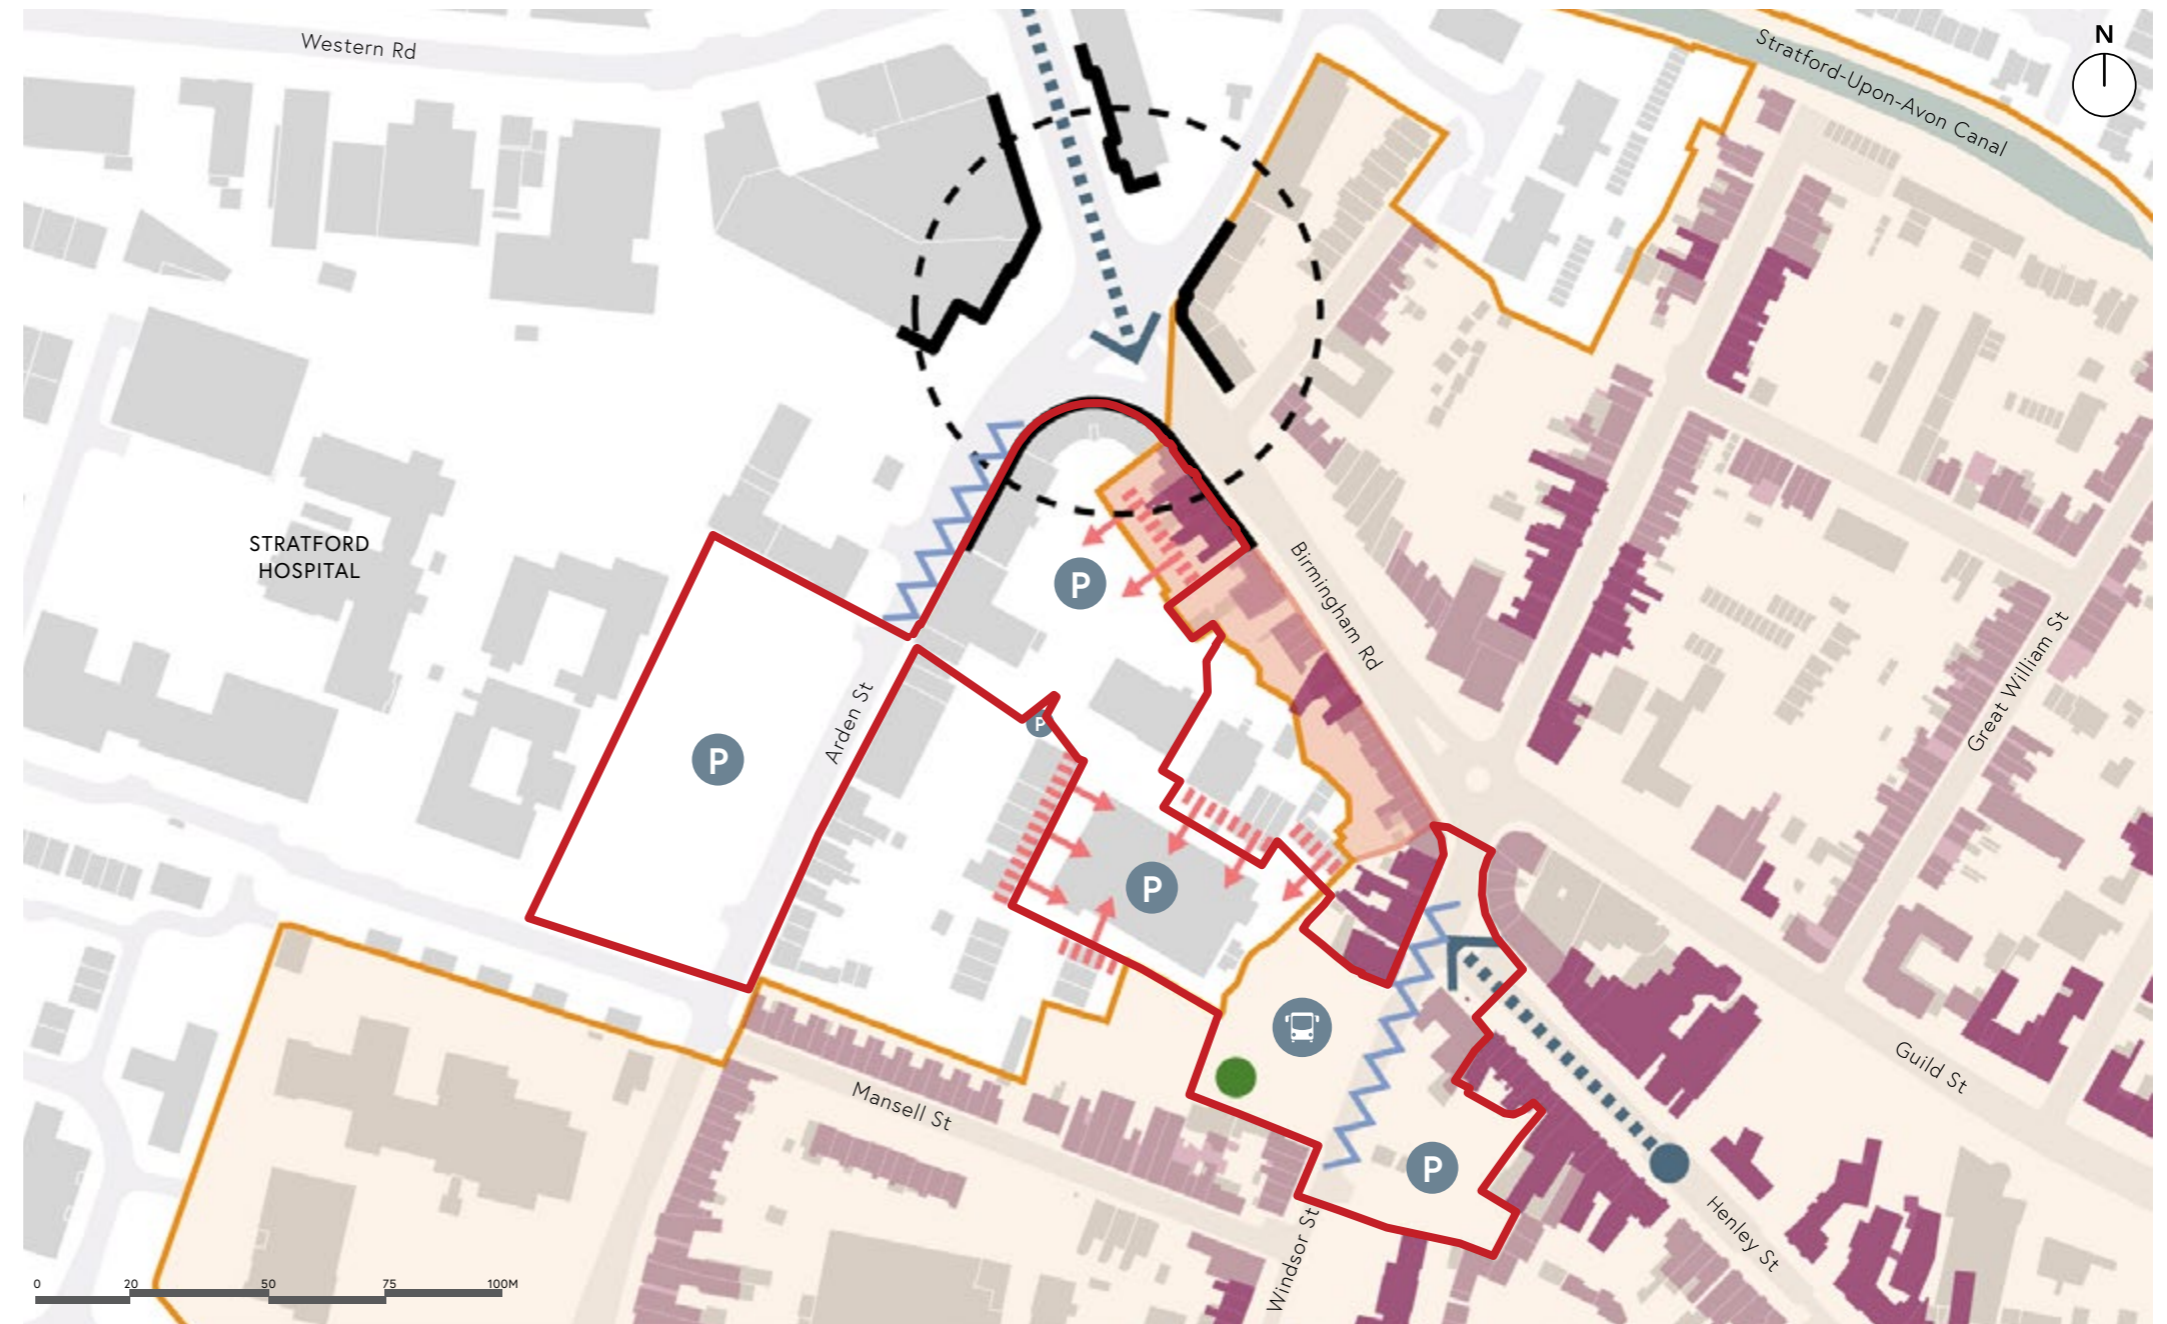 Western Rd
Stratford-Upon-Avon Canal
N
STRATFORD
HOSPITAL
P
Birmingham Rd
Great William St
Arden St
P
P
P
Mansell St
Guild St
P
Henley St
Windsor St
0 20 50 75 100M